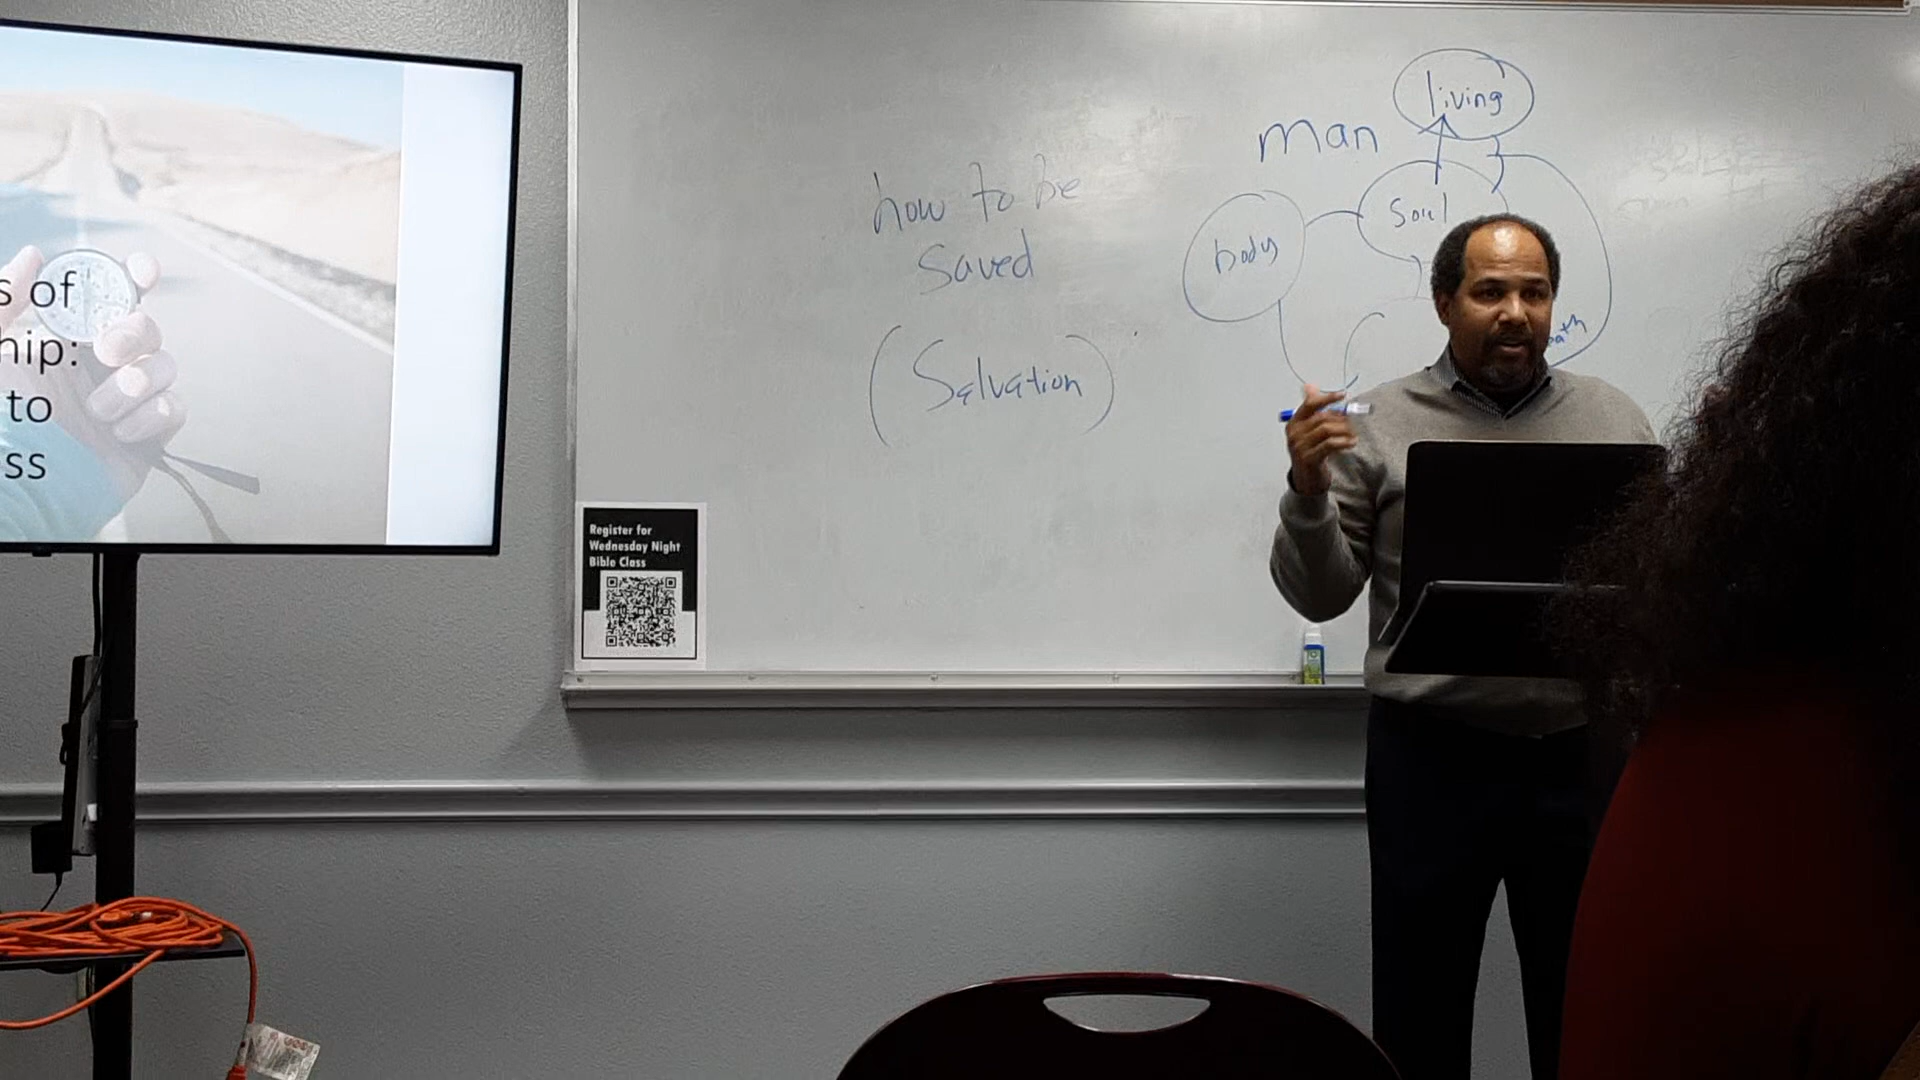 s of
hip:
to
ss
how to be
saved
(Salvation)
man
living
soul
body
Register for
Wednesday Night
Bible Class